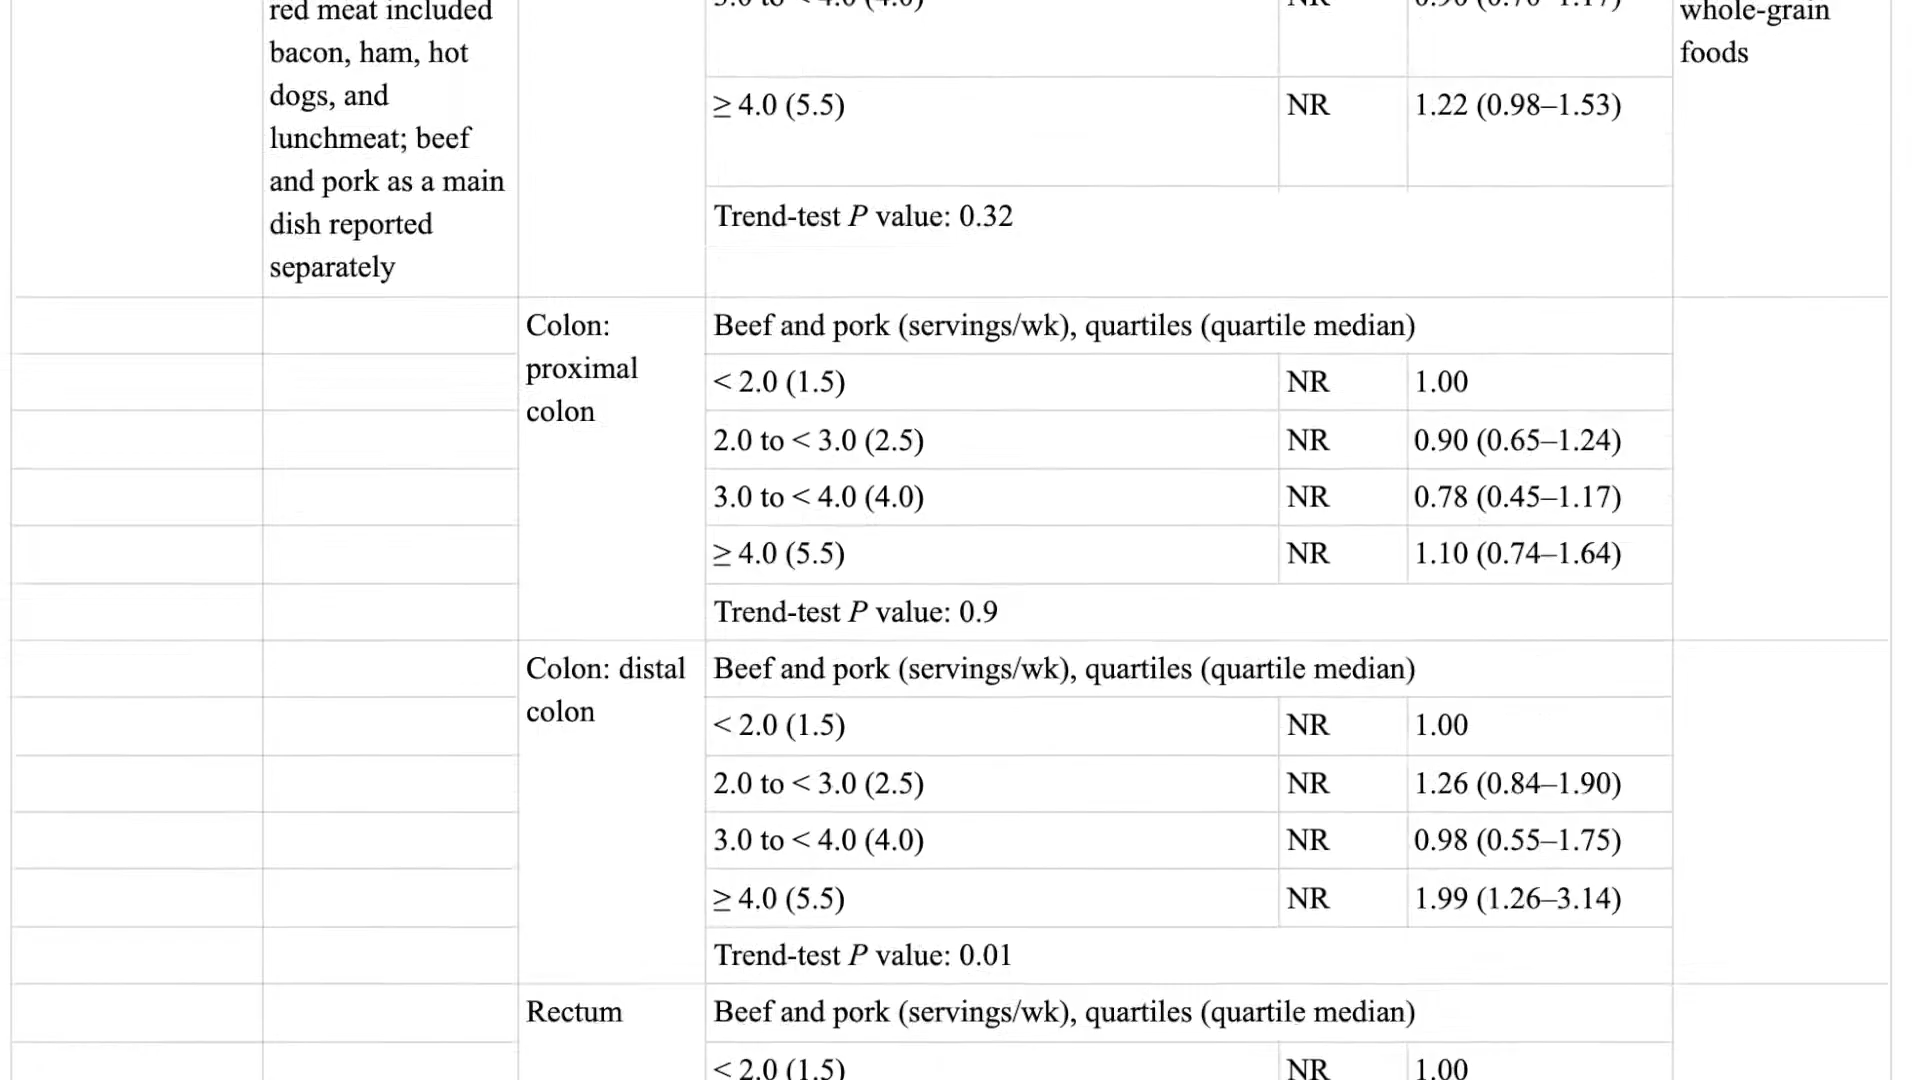 red meat included
bacon, ham, hot
dogs, and
lunchmeat; beef
and pork as a main
dish reported
separately
whole-grain
foods
≥ 4.0 (5.5) NR 1.22 (0.98–1.53)
Trend-test P value: 0.32
Colon:
proximal
colon
Beef and pork (servings/wk), quartiles (quartile median)
< 2.0 (1.5) NR 1.00
2.0 to < 3.0 (2.5) NR 0.90 (0.65–1.24)
3.0 to < 4.0 (4.0) NR 0.78 (0.45–1.17)
≥ 4.0 (5.5) NR 1.10 (0.74–1.64)
Trend-test P value: 0.9
Colon: distal
colon
Beef and pork (servings/wk), quartiles (quartile median)
< 2.0 (1.5) NR 1.00
2.0 to < 3.0 (2.5) NR 1.26 (0.84–1.90)
3.0 to < 4.0 (4.0) NR 0.98 (0.55–1.75)
≥ 4.0 (5.5) NR 1.99 (1.26–3.14)
Trend-test P value: 0.01
Rectum
Beef and pork (servings/wk), quartiles (quartile median)
< 2.0 (1.5) NR 1.00